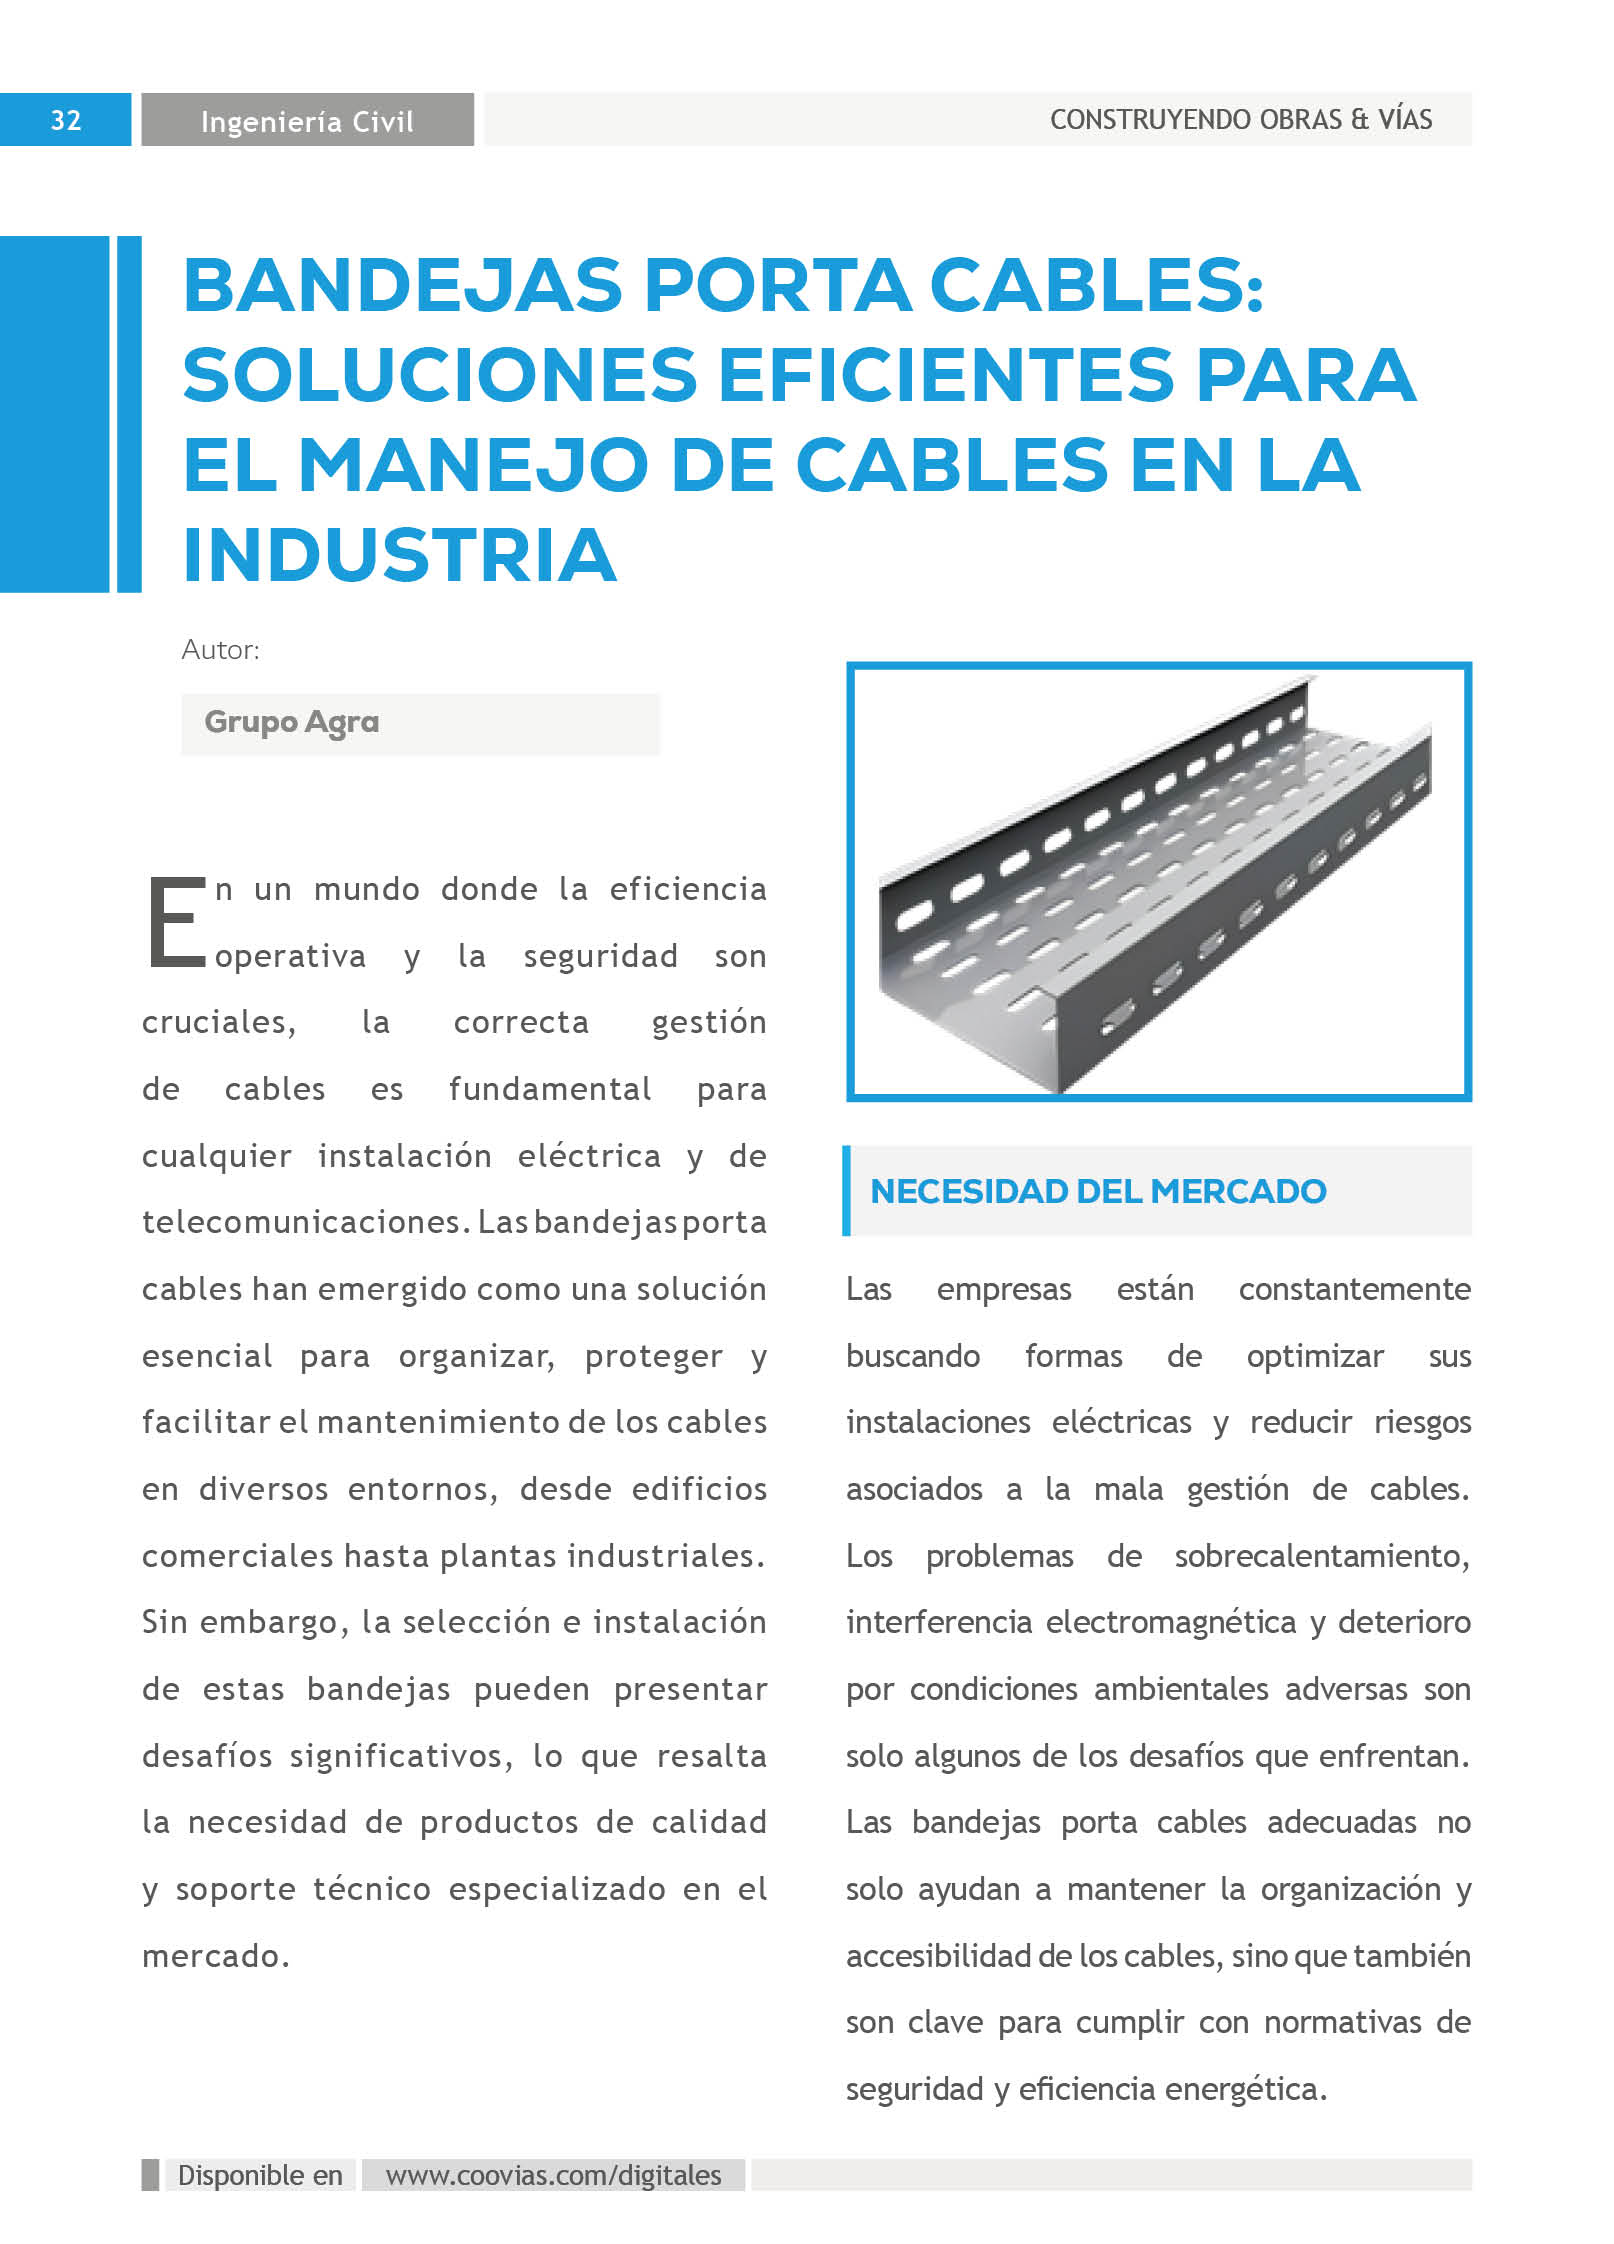 32
Ingeniería Civil
CONSTRUYENDO OBRAS & VÍAS
BANDEJAS PORTA CABLES:
SOLUCIONES EFICIENTES PARA
EL MANEJO DE CABLES EN LA
INDUSTRIA
Autor:
Grupo Agra
En un mundo donde la eficiencia
operativa y la seguridad son
cruciales, la correcta gestión
de cables es fundamental para
cualquier instalación eléctrica y de
telecomunicaciones. Las bandejas porta
cables han emergido como una solución
esencial para organizar, proteger y
facilitar el mantenimiento de los cables
en diversos entornos, desde edificios
comerciales hasta plantas industriales.
Sin embargo, la selección e instalación
de estas bandejas pueden presentar
desafíos significativos, lo que resalta
la necesidad de productos de calidad
y soporte técnico especializado en el
mercado.
NECESIDAD DEL MERCADO
Las empresas están constantemente
buscando formas de optimizar sus
instalaciones eléctricas y reducir riesgos
asociados a la mala gestión de cables.
Los problemas de sobrecalentamiento,
interferencia electromagnética y deterioro
por condiciones ambientales adversas son
solo algunos de los desafíos que enfrentan.
Las bandejas porta cables adecuadas no
solo ayudan a mantener la organización y
accesibilidad de los cables, sino que también
son clave para cumplir con normativas de
seguridad y eficiencia energética.
Disponible en www.coovias.com/digitales